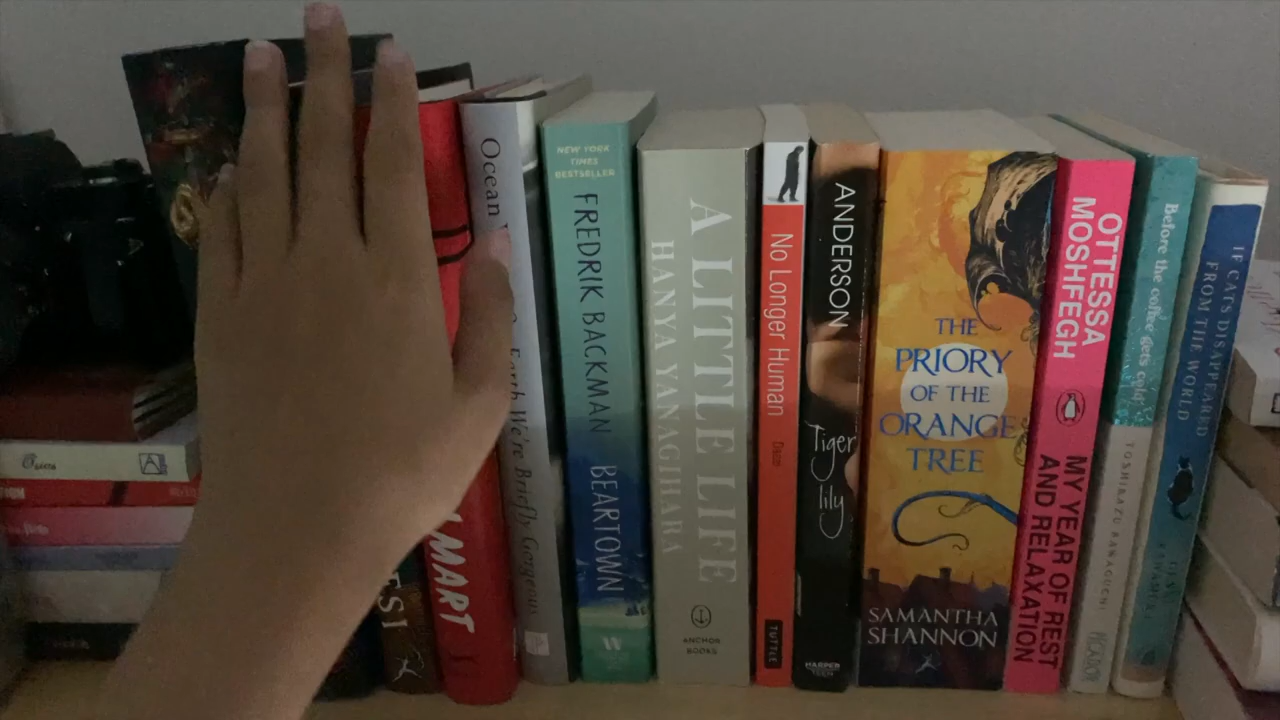 TSI
MART
Ocean
Earth We're Briefly Gorgeous
NEW YORK
TIMES
BESTSELLER
FREDRIK BACKMAN
BEARTOWN
W
A LITTLE LIFE
HANYA YANAGIHARA
ANCHOR
BOOKS
No Longer Human
Dazai
TUTTLE
ANDERSON
Tiger
lily
HARPER
TEEN
THE
PRIORY
OF THE
ORANGE
TREE
SAMANTHA
SHANNON
OTTESSA
MOSHFEGH
MY YEAR OF REST
AND RELAXATION
Before the coffee gets cold
TOSHIKAZU KAWAGUCHI
PICADOR
IF CATS DISAPPEARED
FROM THE WORLD